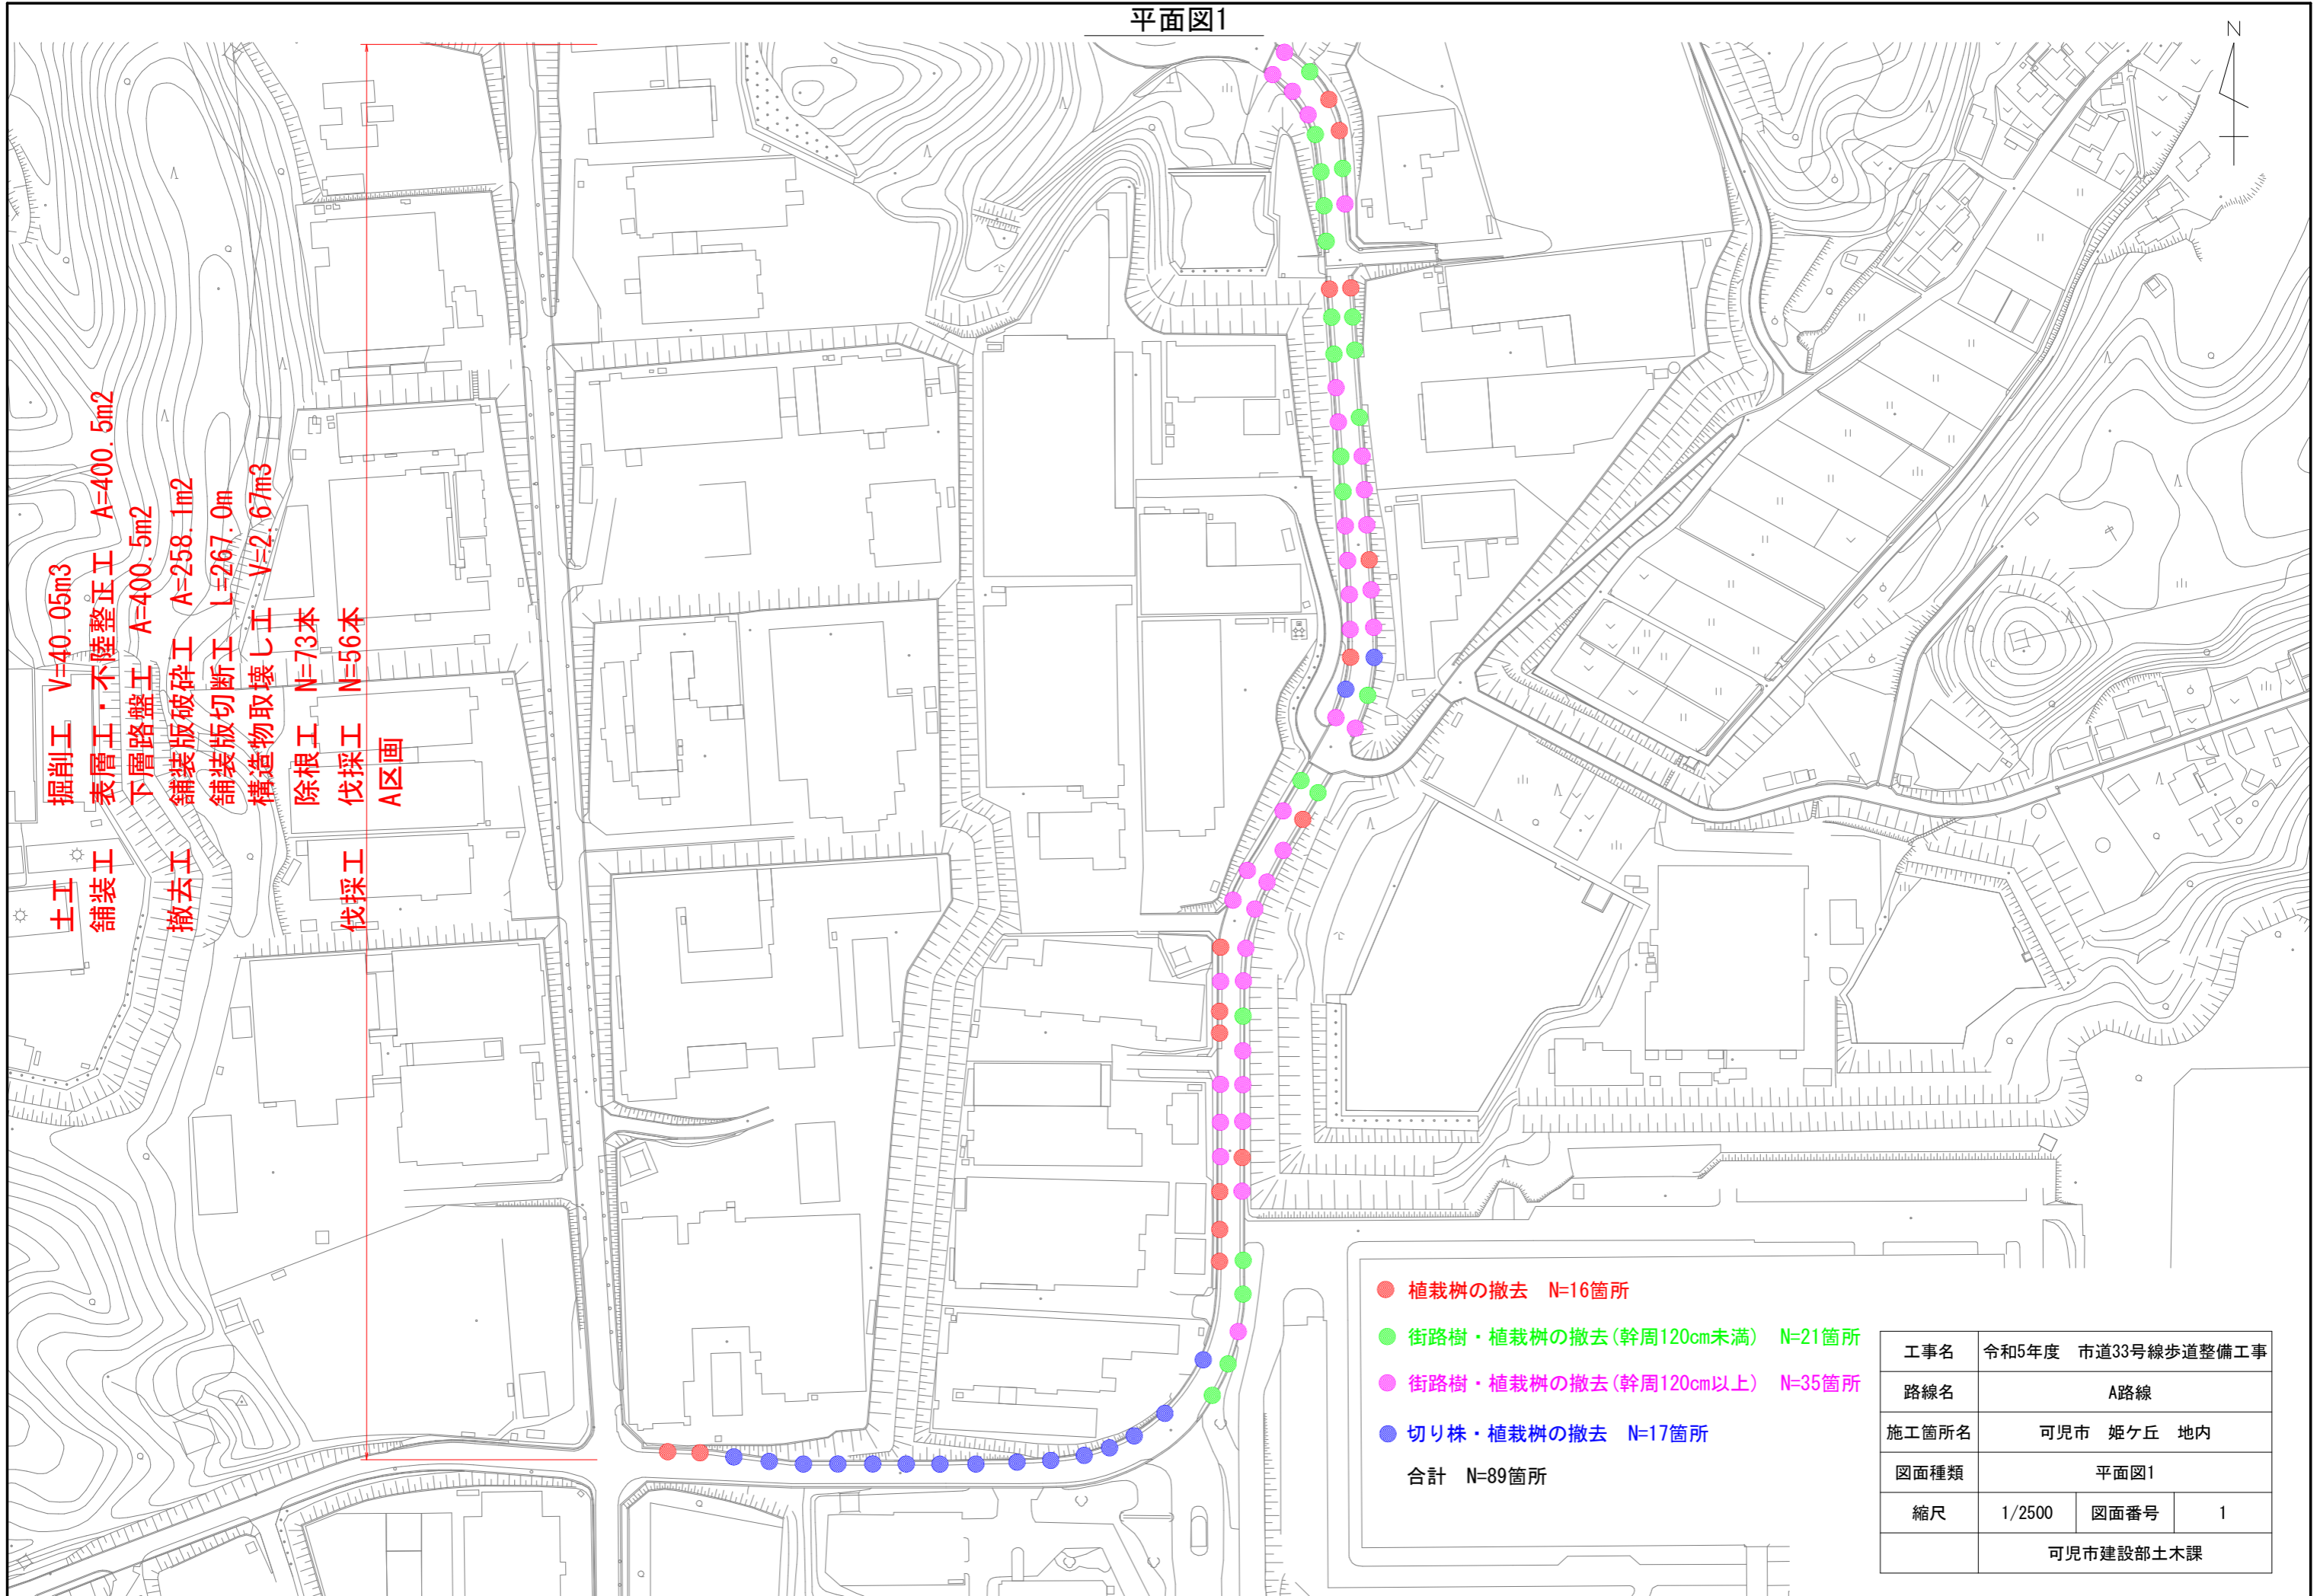 平面図1
N
土工 掘削工 V=40.05m3
舗装工 表層工・不陸整正工 A=400.5m2
下層路盤工 A=400.5m2
撤去工 舗装版破砕工 A=258.1m2
舗装版切断工 L=267.0m
構造物取壊し工 V=2.67m3
除根工 N=73本
伐採工 伐採工 N=56本
A区画
植栽桝の撤去 N=16箇所
街路樹・植栽桝の撤去(幹周120cm未満) N=21箇所
街路樹・植栽桝の撤去(幹周120cm以上) N=35箇所
切り株・植栽桝の撤去 N=17箇所
合計 N=89箇所
工事名 令和5年度 市道33号線歩道整備工事
路線名 A路線
施工箇所名 可児市 姫ケ丘 地内
図面種類 平面図1
縮尺 1/2500 図面番号 1
可児市建設部土木課